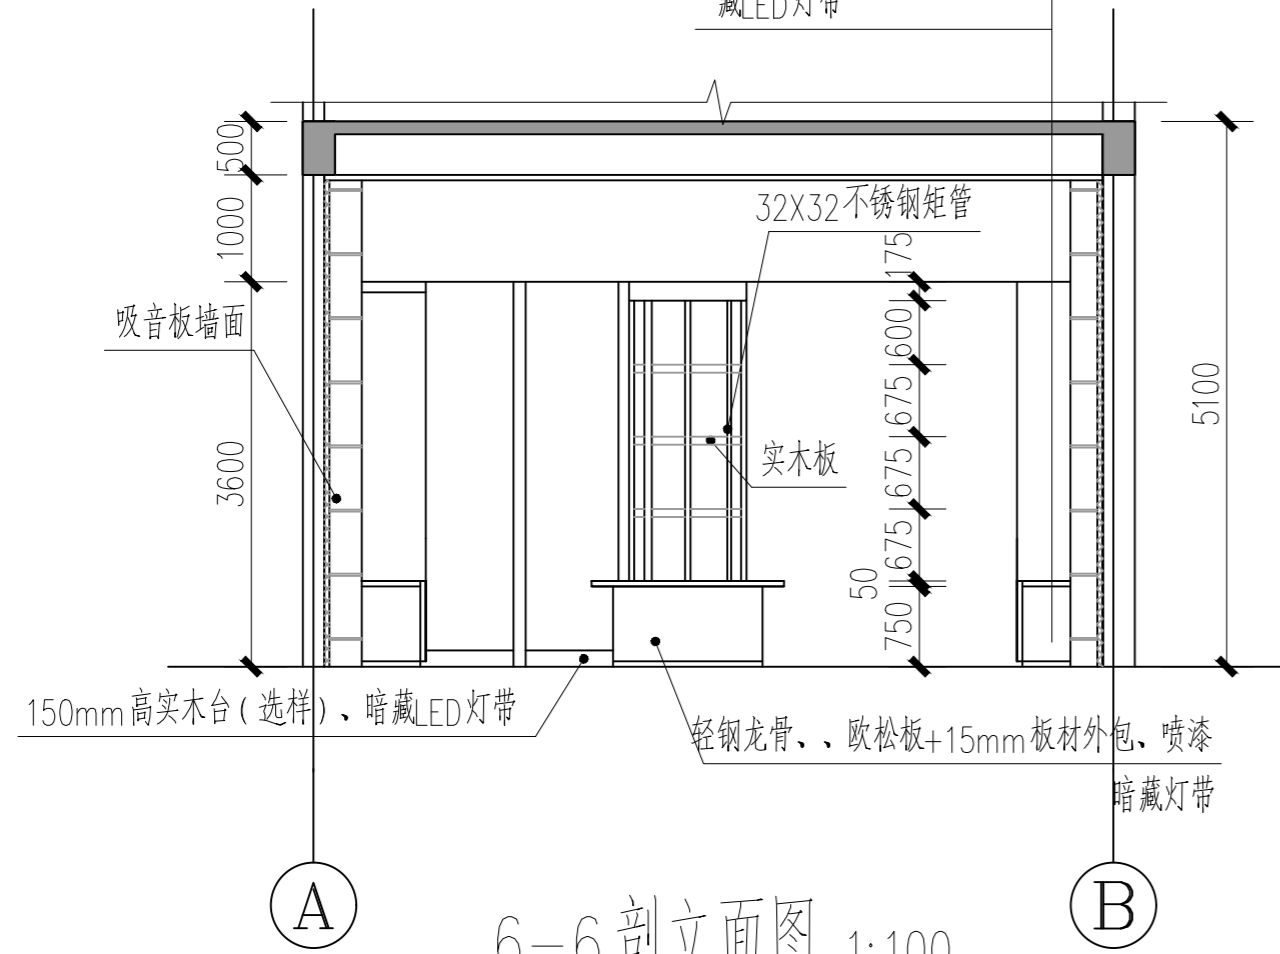 藏LED灯带
500
1000
3600
32X32不锈钢矩管
175
600
675
675
675
50
750
5100
吸音板墙面
实木板
150mm高实木台(选样)、暗藏LED灯带
轻钢龙骨、、欧松板+15mm板材外包、喷漆
暗藏灯带
A
B
6-6剖立面图 1:100